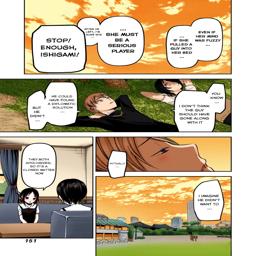 EVEN IF
HER MIND
WAS FUZZY
...
... IF SHE
PULLED A
GUY INTO
HER BED
...
...
SHE MUST
BE A
SERIOUS
PLAYER
STOP!
ENOUGH,
ISHIGAMI!
YOU
KNOW
...
I DON'T
THINK
THE GUY
SHOULD
HAVE GONE
ALONG WITH
IT
HE COULD
HAVE FOUND
A DIPLOMATIC
SOLUTION
...
BUT
HE
DIDN'T
...
ACTUALLY
I IMAGINE
HE DIDN'T
WANT TO
...
THEY BOTH
APOLOGIZED,
SO IT'S A
CLOSED MATTER
NOW
151